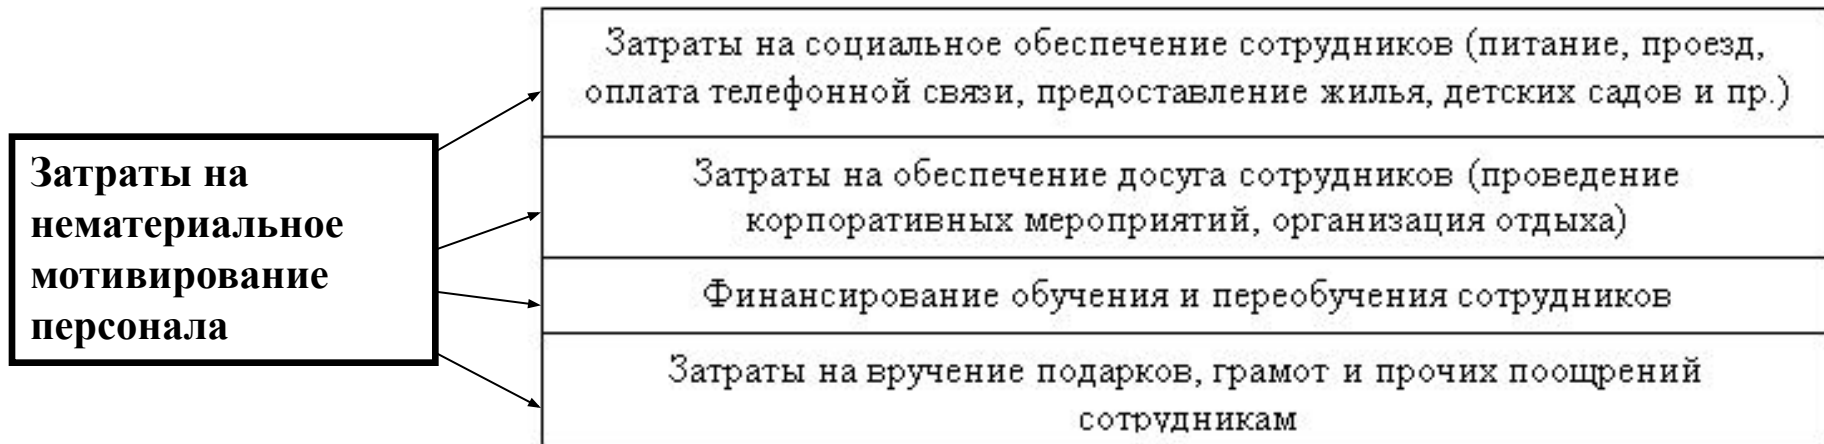 Затраты на
нематериальное
мотивирование
персонала
Затраты на социальное обеспечение сотрудников (питание, проезд,
оплата телефонной связи, предоставление жилья, детских садов и пр.)
Затраты на обеспечение досуга сотрудников (проведение
корпоративных мероприятий, организация отдыха)
Финансирование обучения и переобучения сотрудников
Затраты на вручение подарков, грамот и прочих поощрений
сотрудникам